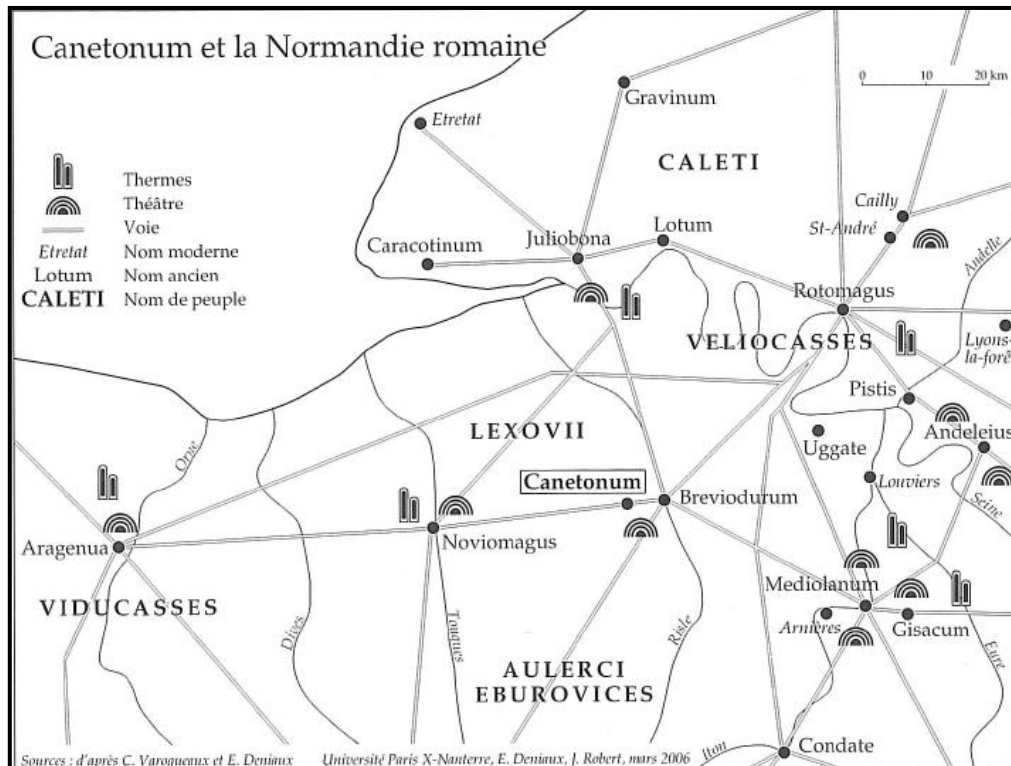 Canetonum et la Normandie romaine
0 10 20 km
Gravinum
Etretat
CALETI
Thermes
Théâtre
Voie
Etretat Nom moderne
Lotum Nom ancien
CALETI Nom de peuple
Cailly
St-André
Andelle
Lotum
Juliobona
Caracotinum
Rotomagus
VELIOCASSES
Lyons-
la-forê
Pistis
Andeleius
LEXOVII
Uggate
Orne
Canetonum
Louviers
Seine
Breviodurum
Aragenua
Noviomagus
Mediolanum
VIDUCASSES
Arnières
Gisacum
Dives
Touques
Risle
Eure
AULERCI
EBUROVICES
Iton
Condate
Sources : d'après C. Varoqueaux et E. Deniaux Université Paris X-Nanterre, E. Deniaux, J. Robert, mars 2006